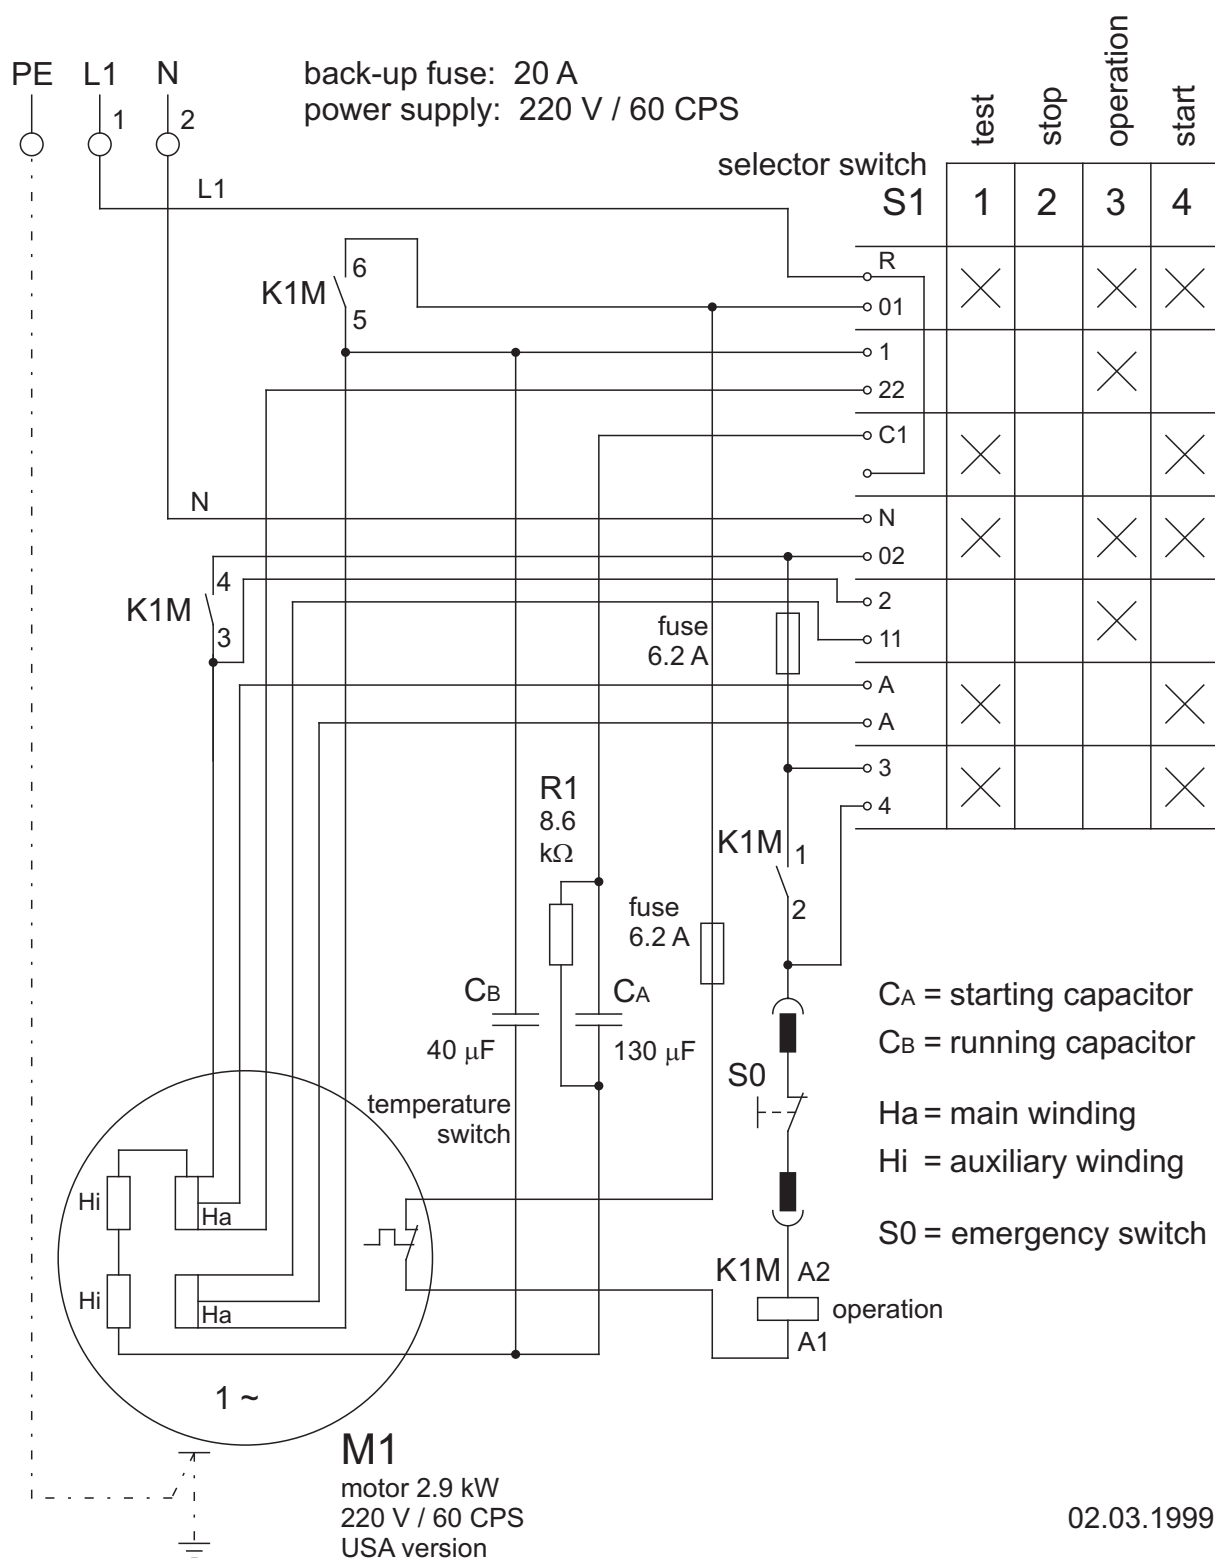 PE L1 N
1
2
back-up fuse: 20 A
power supply: 220 V / 60 CPS
test
stop
operation
start
selector switch
S1 1 2 3 4
L1
R
01
1
22
C1
N
02
2
11
A
A
3
4
K1M
6
5
N
K1M
4
3
fuse
6.2 A
R1
8.6
kΩ
K1M
1
2
fuse
6.2 A
CB
40 µF
CA
130 µF
S0
temperature
switch
CA = starting capacitor
CB = running capacitor
Ha = main winding
Hi = auxiliary winding
S0 = emergency switch
Hi
Ha
Hi
Ha
K1M A2
operation
A1
1 ~
M1
motor 2.9 kW
220 V / 60 CPS
USA version
02.03.1999